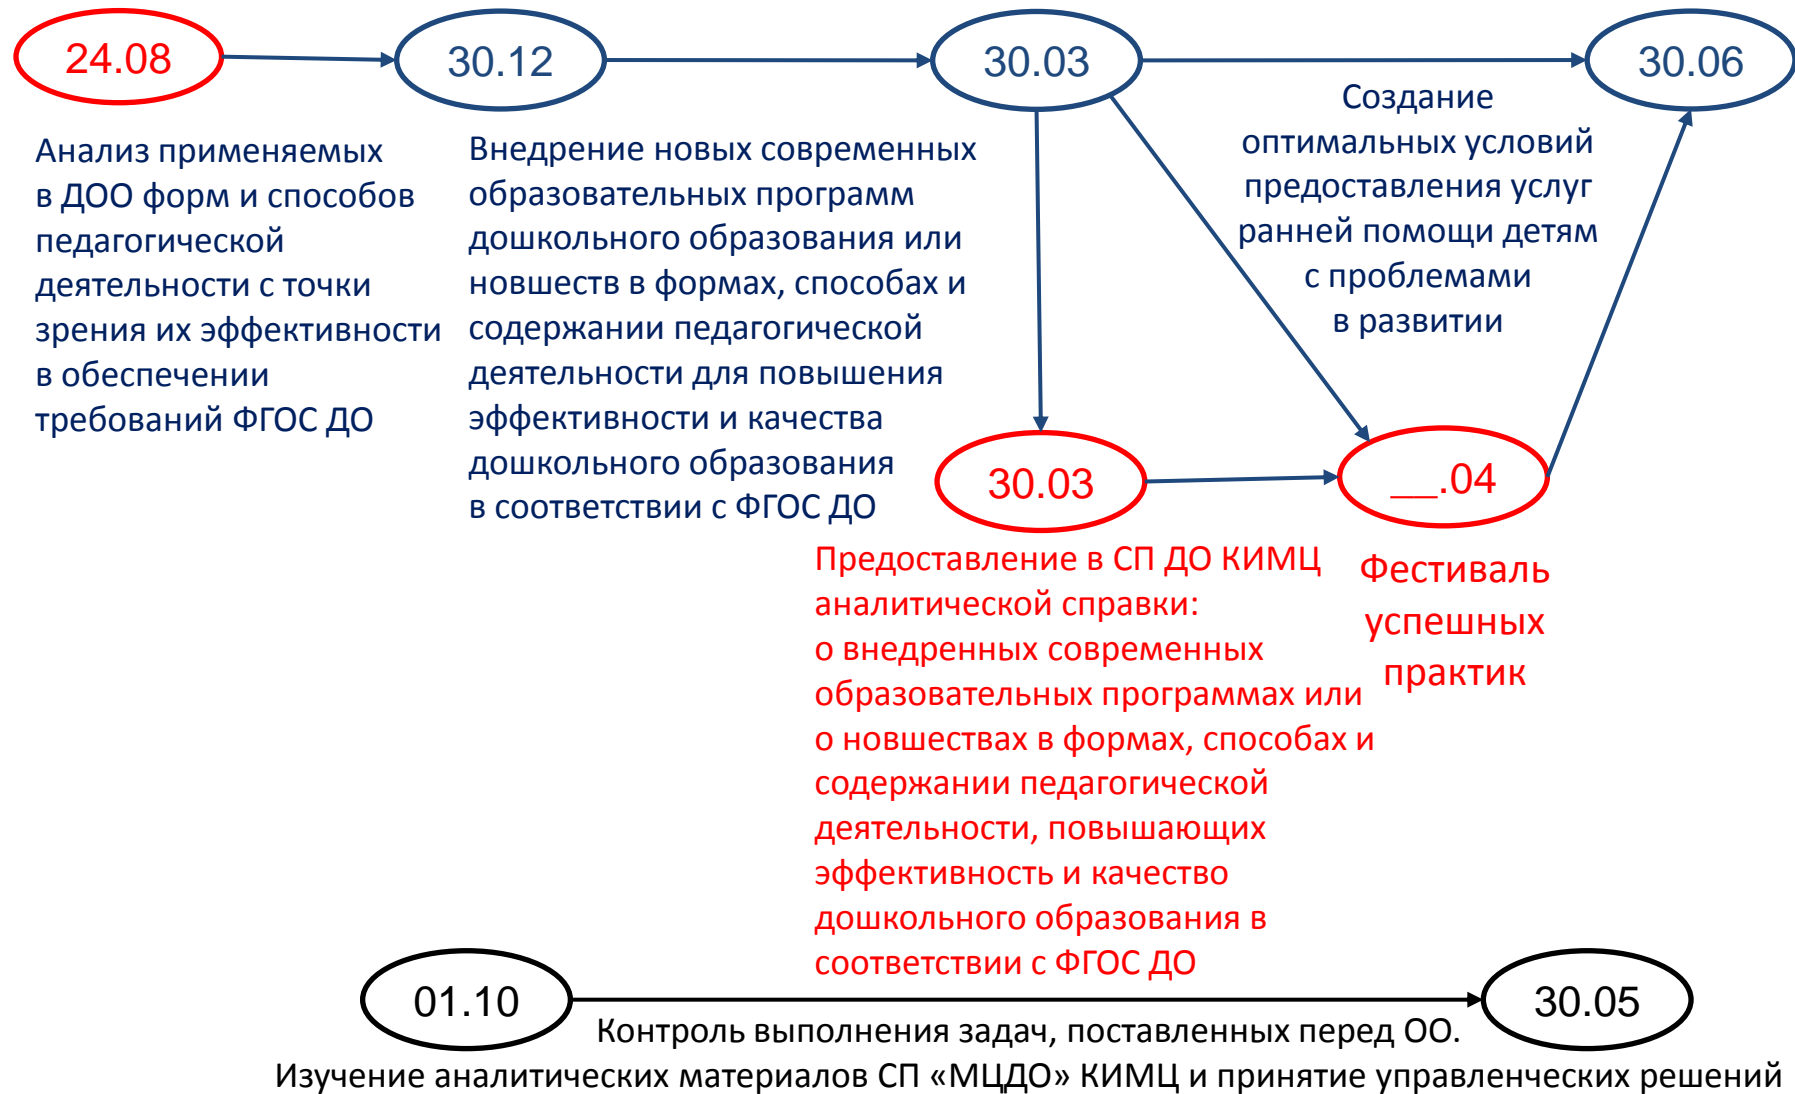 24.08
30.12
30.03
30.06
Анализ применяемых
в ДОО форм и способов
педагогической
деятельности с точки
зрения их эффективности
в обеспечении
требований ФГОС ДО
Внедрение новых современных
образовательных программ
дошкольного образования или
новшеств в формах, способах и
содержании педагогической
деятельности для повышения
эффективности и качества
дошкольного образования
в соответствии с ФГОС ДО
Создание
оптимальных условий
предоставления услуг
ранней помощи детям
с проблемами
в развитии
30.03
__.04
Предоставление в СП ДО КИМЦ
аналитической справки:
о внедренных современных
образовательных программах или
о новшествах в формах, способах и
содержании педагогической
деятельности, повышающих
эффективность и качество
дошкольного образования в
соответствии с ФГОС ДО
Фестиваль
успешных
практик
01.10
30.05
Контроль выполнения задач, поставленных перед ОО.
Изучение аналитических материалов СП «МЦДО» КИМЦ и принятие управленческих решений